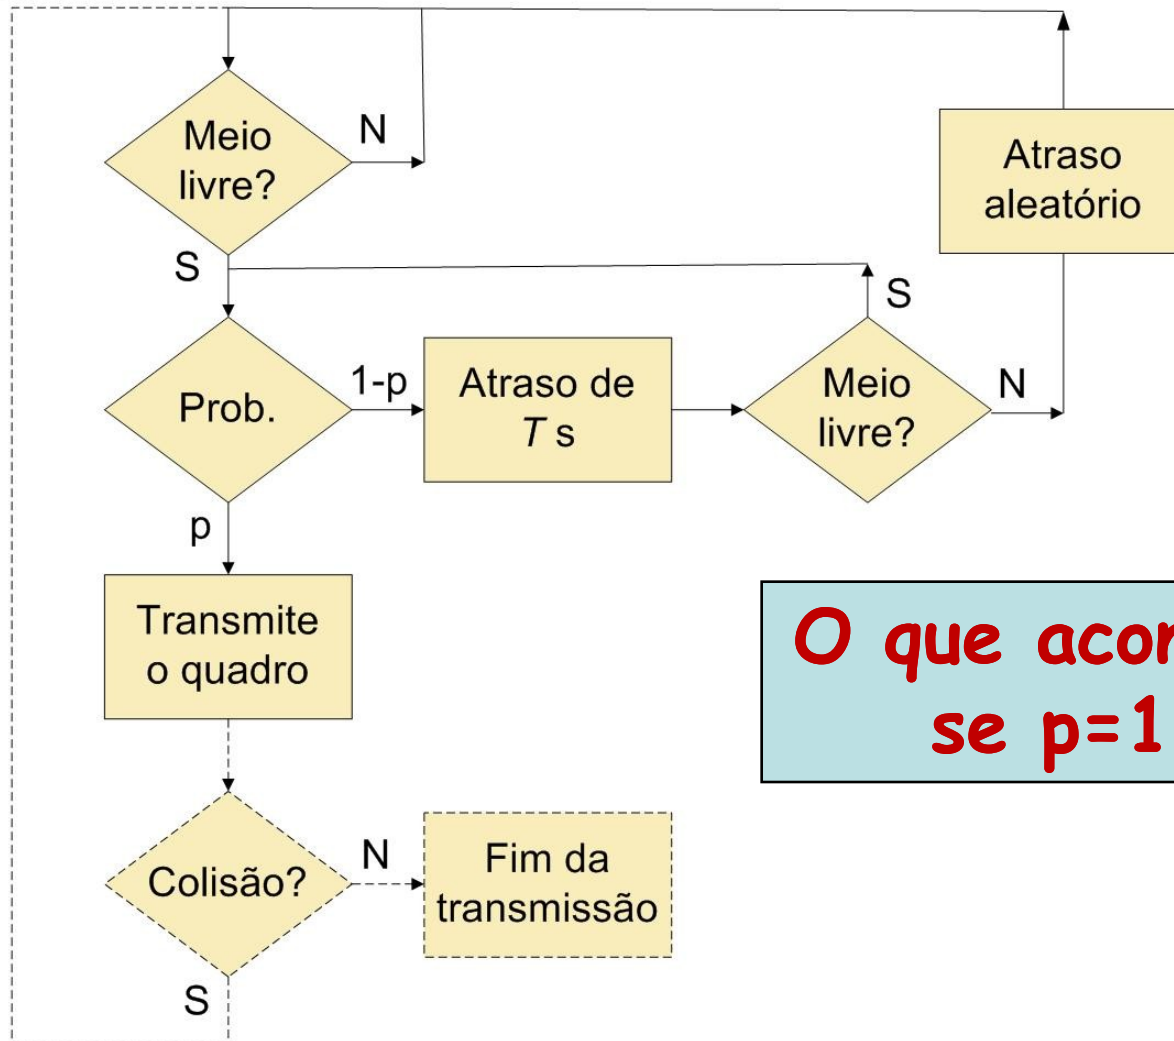 Meio
livre?
N
Atraso
aleatório
S
S
Prob.
1-p
Atraso de
T s
Meio
livre?
N
p
Transmite
o quadro
O que
se p=1
Colisão?
N
Fim da
transmissão
S